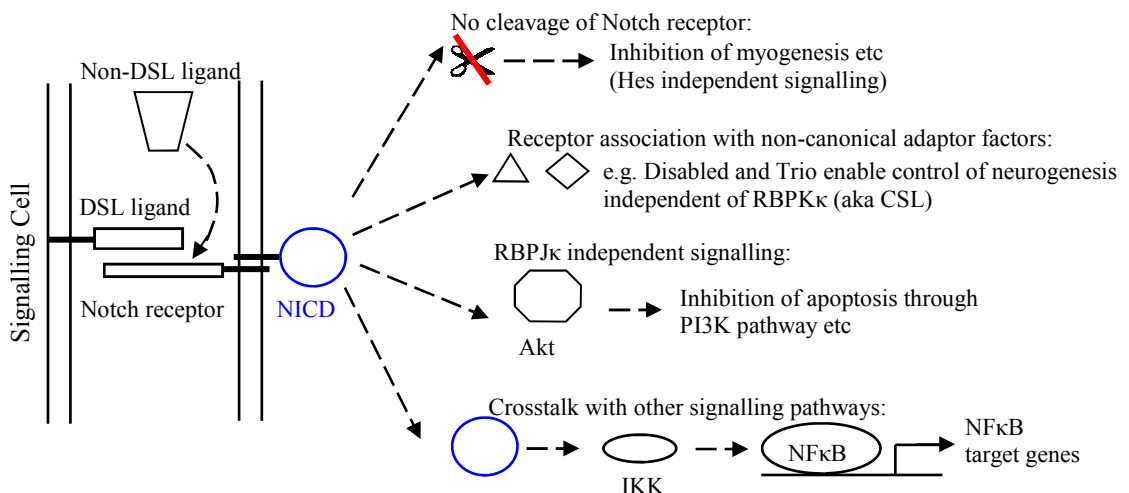 No cleavage of Notch receptor:
Inhibition of myogenesis etc
(Hes independent signalling)
Non-DSL ligand
Receptor association with non-canonical adaptor factors:
e.g. Disabled and Trio enable control of neurogenesis
independent of RBPKκ (aka CSL)
Signalling Cell
DSL ligand
Notch receptor
NICD
RBPJκ independent signalling:
Inhibition of apoptosis through
PI3K pathway etc
Akt
Crosstalk with other signalling pathways:
IKK
NFκB
NFκB
target genes